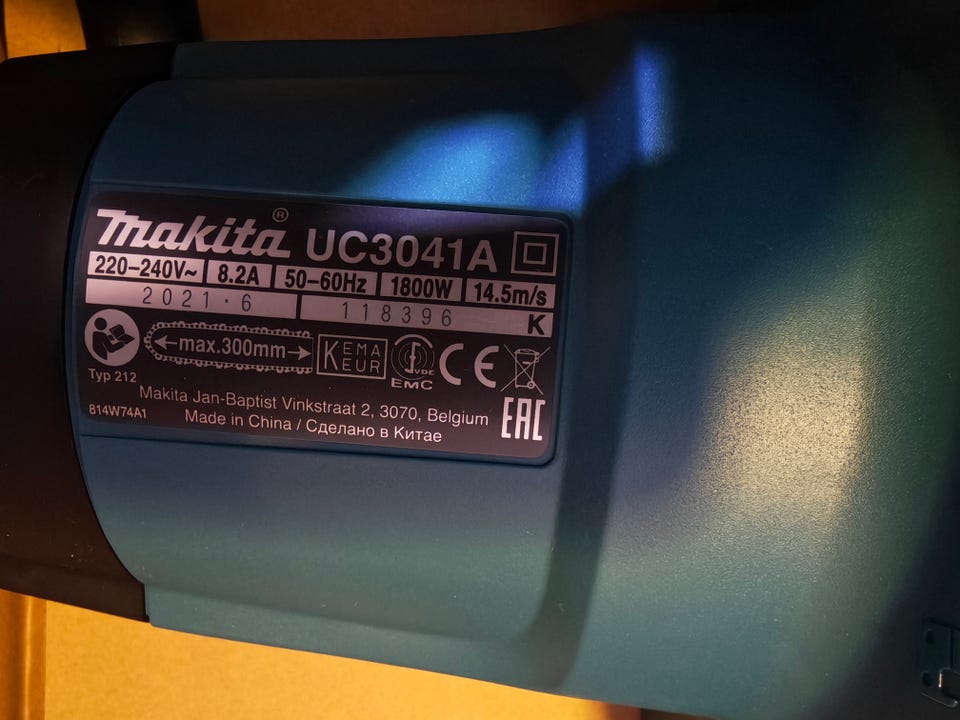 makita® UC3041A
220-240V~ 8.2A 50-60Hz 1800W 14.5m/s
2021·6 118396 K
max.300mm
KEMA
KEUR
VDE
EMC
CE
Typ 212
EAC
Makita Jan-Baptist Vinkstraat 2, 3070, Belgium
814W74A1
Made in China / Сделано в Китае